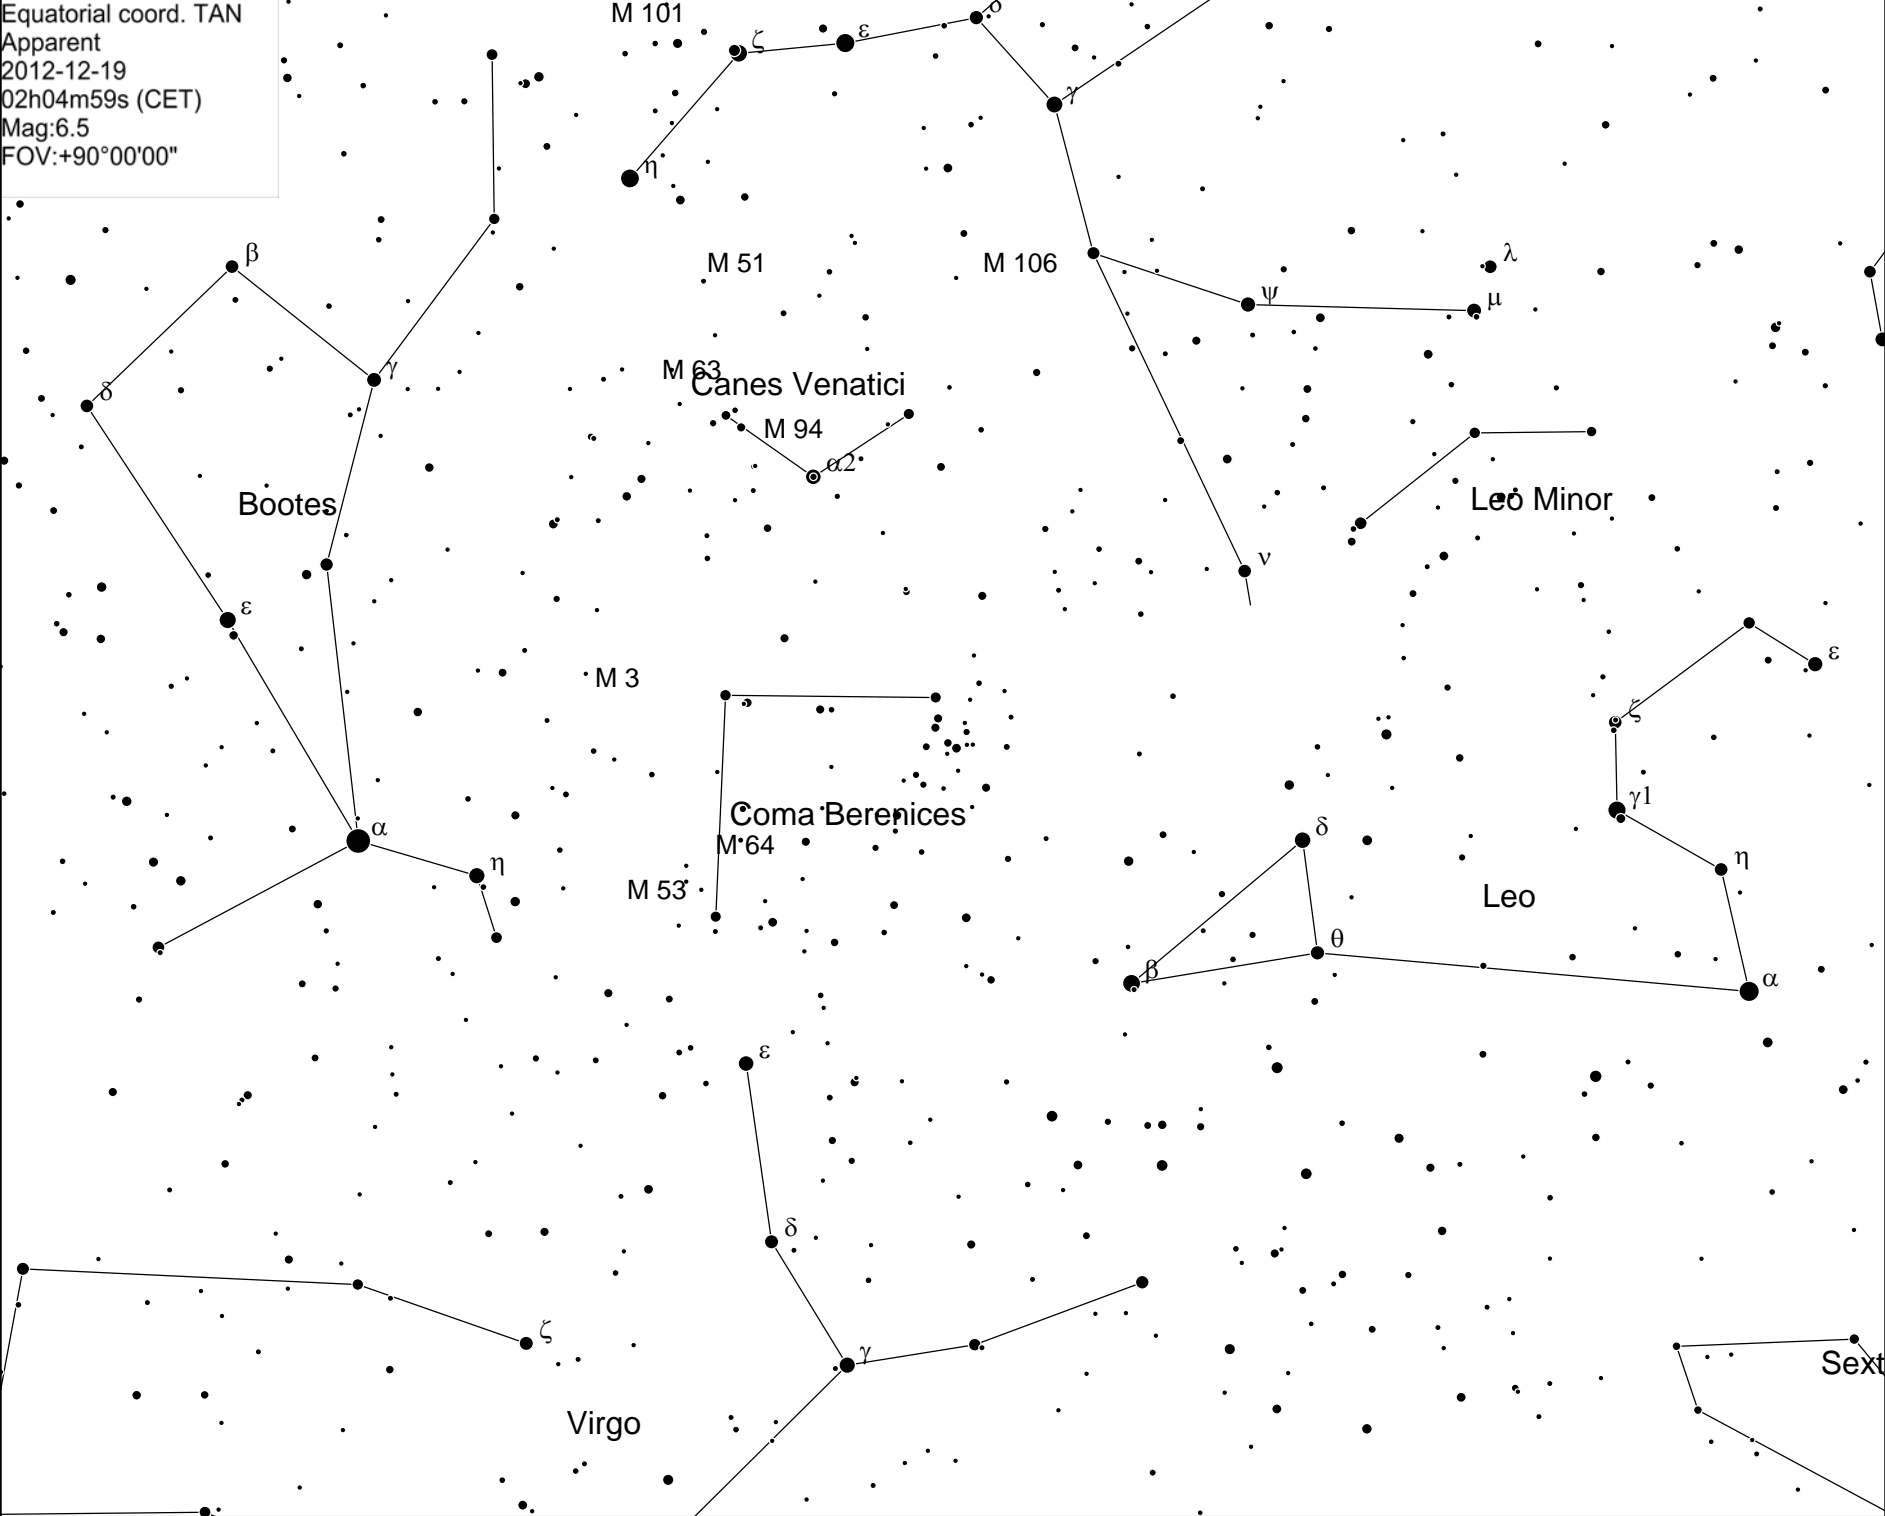 Equatorial coord. TAN
Apparent
2012-12-19
02h04m59s (CET)
Mag:6.5
FOV:+90°00'00"
M 101
ζ
ε
δ
γ
η
β
M 51
M 106
λ
ψ
μ
δ
γ
M 63
Canes Venatici
M 94
α2
Bootes
Leo Minor
ν
ε
M 3
ε
ζ
γ1
Coma Berenices
M 64
α
δ
η
η
M 53
Leo
θ
β
α
ε
δ
ζ
γ
Sext
Virgo